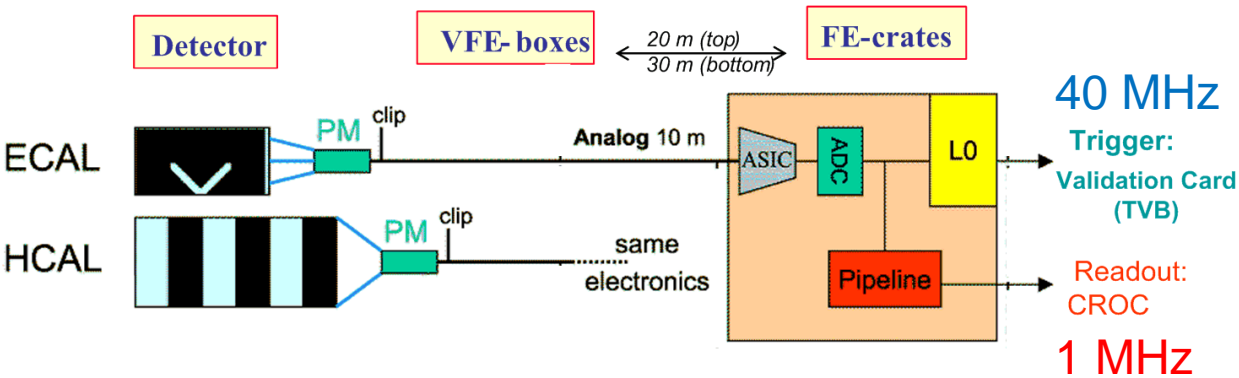 Detector
VFE- boxes
20 m (top)
30 m (bottom)
FE-crates
40 MHz
Trigger:
Validation Card
(TVB)
ECAL
PM
clip
Analog 10 m
ASIC
ADC
L0
HCAL
PM
clip
same
electronics
Pipeline
Readout:
CROC
1 MHz